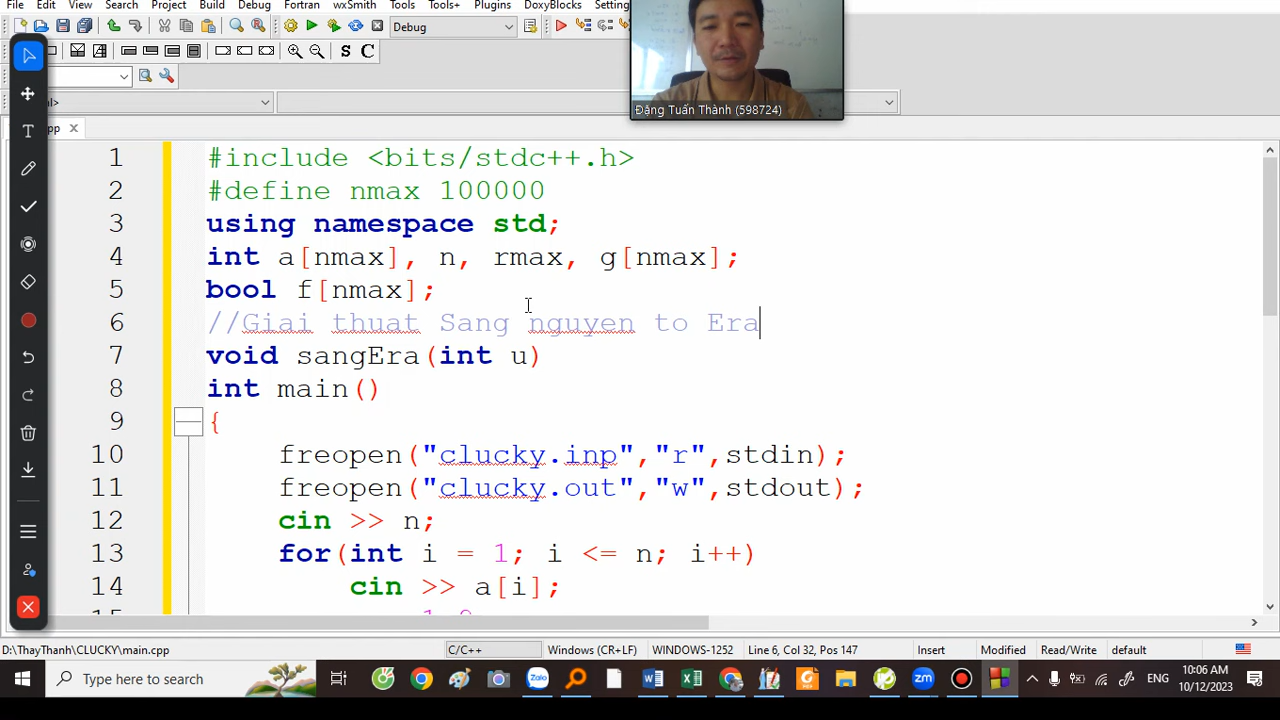 File Edit View Search Project Build Debug Fortran wxSmith Tools Tools+ Plugins DoxyBlocks
Debug
S C
Đặng Tuấn Thành (598724)
1 #include <bits/stdc++.h>
2 #define nmax 100000
3 using namespace std;
4 int a[nmax], n, rmax, g[nmax];
5 bool f[nmax];
6 //Giai thuat Sang nguyen to Era
7 void sangEra(int u)
8 int main()
9 {
10 freopen("clucky.inp","r",stdin);
11 freopen("clucky.out","w",stdout);
12 cin >> n;
13 for(int i = 1; i <= n; i++)
14 cin >> a[i];
D:\ThayThanh\CLUCKY\main.cpp C/C++ Windows (CR+LF) WINDOWS-1252 Line 6, Col 32, Pos 147 Insert Modified Read/Write default
Type here to search
ENG
10:06 AM
10/12/2023